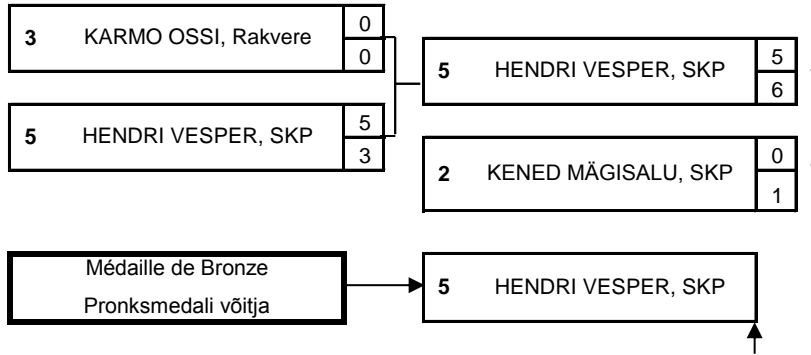 3 KARMO OSSI, Rakvere 0
0
5 HENDRI VESPER, SKP 5
3
5 HENDRI VESPER, SKP 5
6
2 KENED MÄGISALU, SKP 0
1
Médaille de Bronze
Pronksmedali võitja
5 HENDRI VESPER, SKP